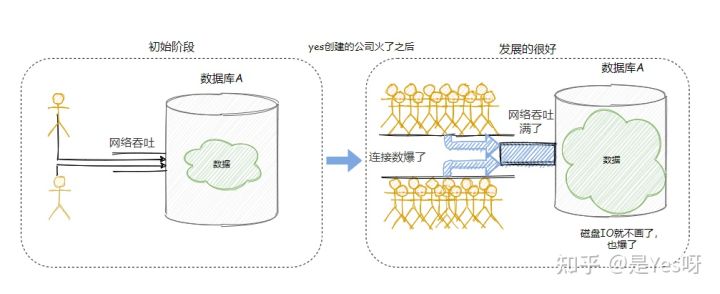 初始阶段
yes创建的公司火了之后
发展的很好
数据库A
网络吞吐
数据
数据库A
网络吞吐
满了
连接数爆了
数据
磁盘IO就不画了,
也爆了
知乎 @是Yes呀